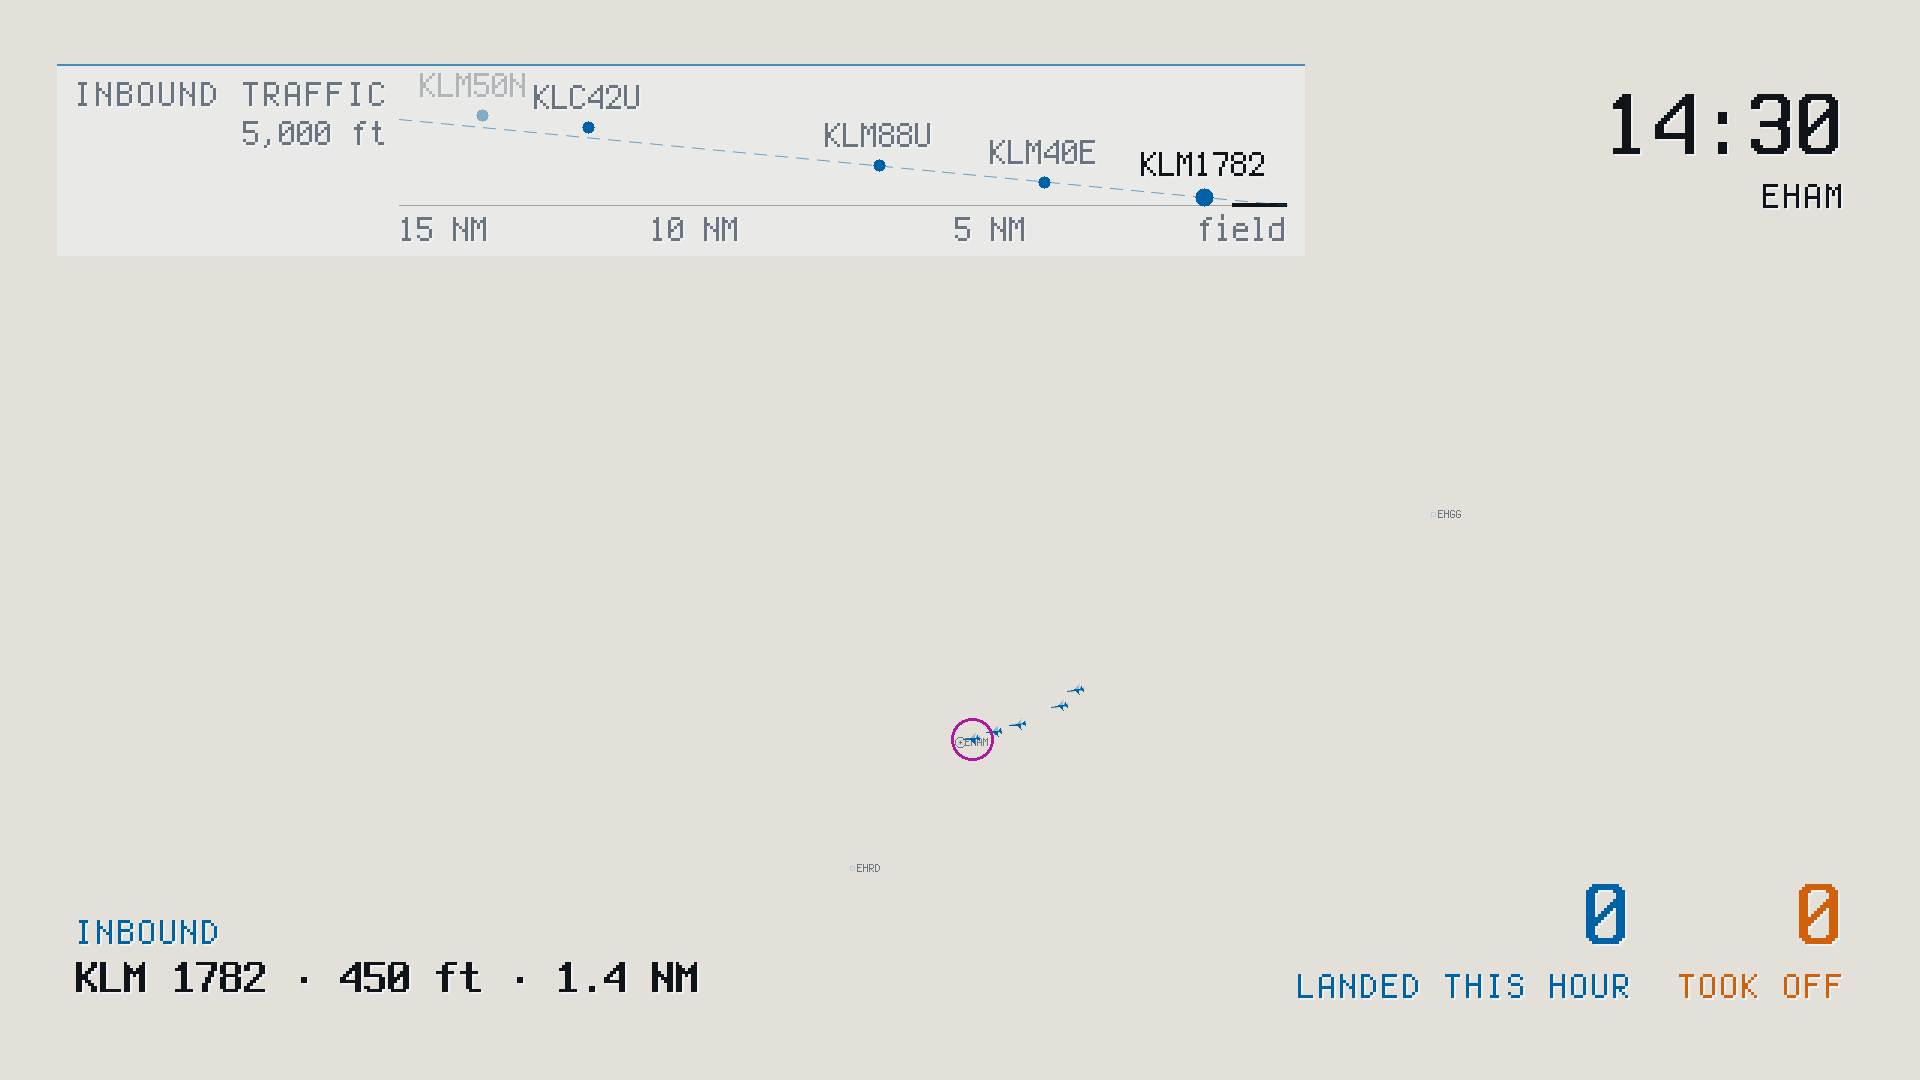 INBOUND TRAFFIC
5,000 ft
KLM50N
KLC42U
KLM88U
KLM40E
KLM1782
15 NM
10 NM
5 NM
field
14:30
EHAM
EHGG
EHAM
EHRD
INBOUND
KLM 1782 · 450 ft · 1.4 NM
0
LANDED THIS HOUR
0
TOOK OFF